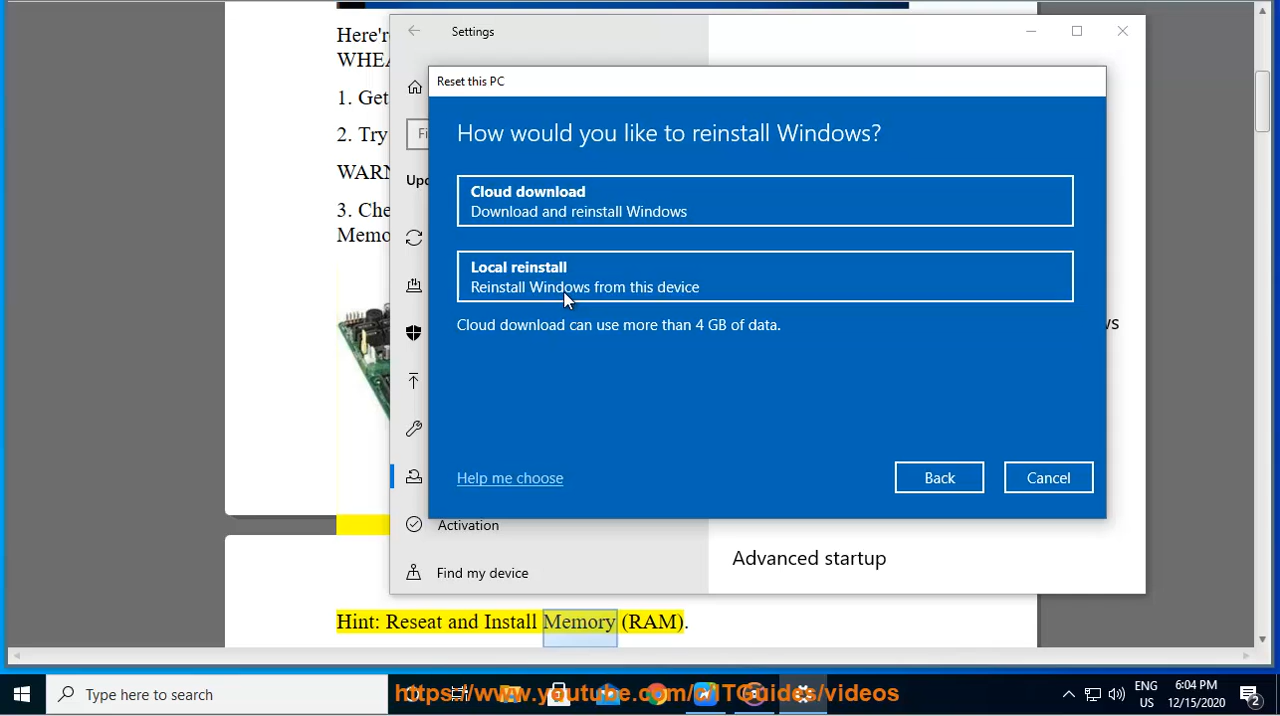 Here'r
WHEA
1. Get
2. Try
WARN
3. Che
Memo
Settings
Fi
Upd
Reset this PC
How would you like to reinstall Windows?
Cloud download
Download and reinstall Windows
Local reinstall
Reinstall Windows from this device
Cloud download can use more than 4 GB of data.
Help me choose
Back
Cancel
ws
Activation
Find my device
Advanced startup
Hint: Reseat and Install Memory (RAM).
Type here to search
https://www.youtube.com/c/ITGuides/videos
ENG
US
6:04 PM
12/15/2020
2